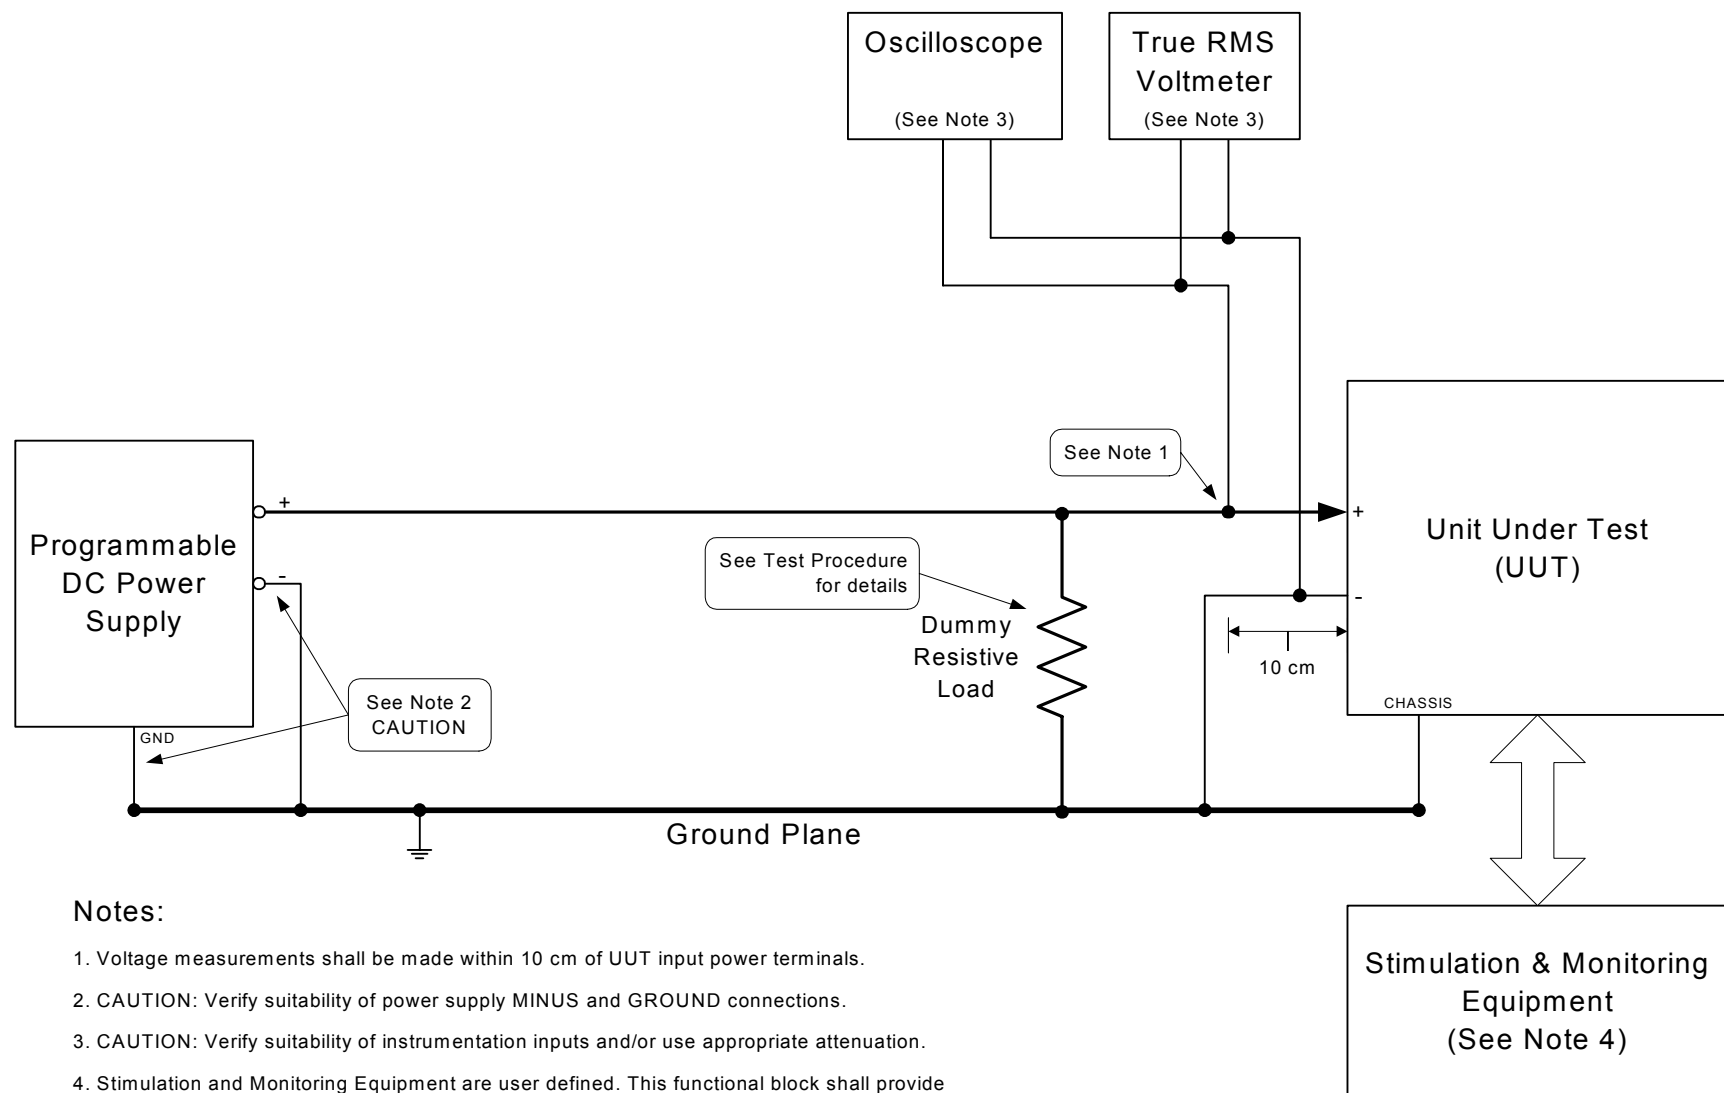 Oscilloscope
(See Note 3)
True RMS
Voltmeter
(See Note 3)
See Note 1
+
Programmable
DC Power
Supply
-
GND
See Note 2
CAUTION
See Test Procedure
for details
Dummy
Resistive
Load
+
Unit Under Test
(UUT)
-
10 cm
CHASSIS
Ground Plane
Notes:
1. Voltage measurements shall be made within 10 cm of UUT input power terminals.
2. CAUTION: Verify suitability of power supply MINUS and GROUND connections.
3. CAUTION: Verify suitability of instrumentation inputs and/or use appropriate attenuation.
4. Stimulation and Monitoring Equipment are user defined. This functional block shall provide
Stimulation & Monitoring
Equipment
(See Note 4)